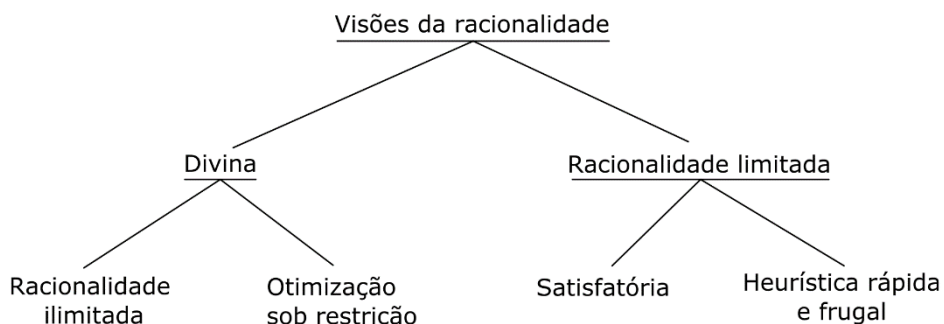 Visões da racionalidade
Divina
Racionalidade limitada
Racionalidade
ilimitada
Otimização
sob restrição
Satisfatória
Heurística rápida
e frugal